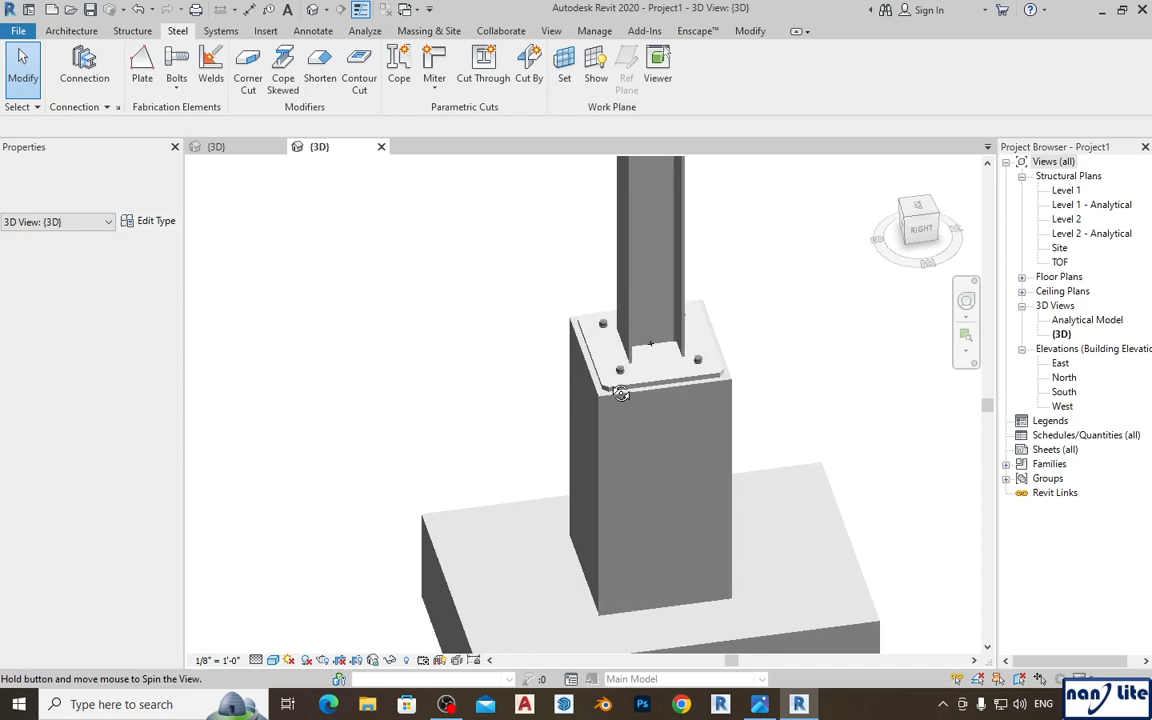 Autodesk Revit 2020 - Project1 - 3D View: {3D}
Sign In
File Architecture Structure Steel Systems Insert Annotate Analyze Massing & Site Collaborate View Manage Add-Ins Enscape™ Modify
Modify Connection Plate Bolts Welds Corner Cut Cope Skewed Shorten Contour Cut Cope Miter Cut Through Cut By Set Show Ref Plane Viewer
Select Connection Fabrication Elements Modifiers Parametric Cuts Work Plane
Properties
{3D}
{3D}
Project Browser - Project1
3D View: {3D}
Edit Type
Views (all)
Structural Plans
Level 1
Level 1 - Analytical
Level 2
Level 2 - Analytical
Site
TOF
Floor Plans
Ceiling Plans
3D Views
Analytical Model
{3D}
Elevations (Building Elevatio
East
North
South
West
Legends
Schedules/Quantities (all)
Sheets (all)
Families
Groups
Revit Links
RIGHT
1/8" = 1'-0"
Hold button and move mouse to Spin the View.
:0
Main Model
Type here to search
ENG
nan lite